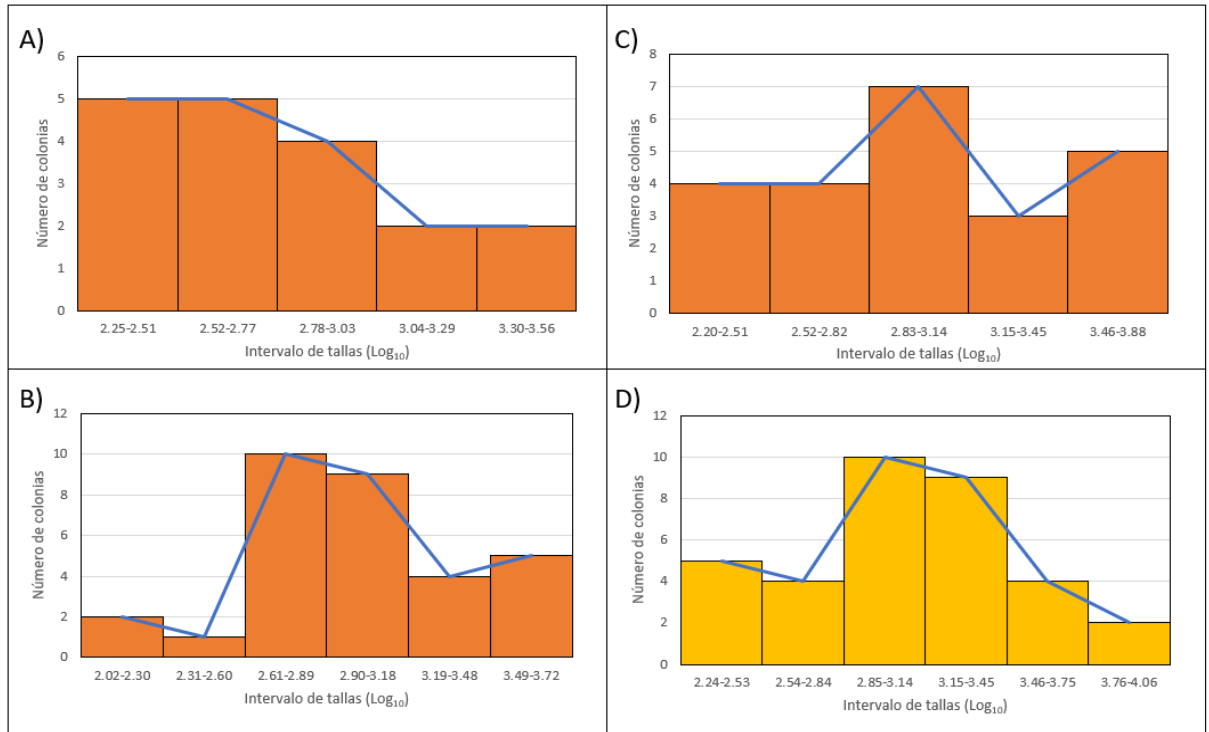 A)
6
5
4
3
2
1
0
Número de colonias
2.25-2.51 2.52-2.77 2.78-3.03 3.04-3.29 3.30-3.56
Intervalo de tallas (Log₁₀)
C)
8
7
6
5
4
3
2
1
0
Número de colonias
2.20-2.51 2.52-2.82 2.83-3.14 3.15-3.45 3.46-3.88
Intervalo de tallas (Log₁₀)
B)
12
10
8
6
4
2
0
Número de colonias
2.02-2.30 2.31-2.60 2.61-2.89 2.90-3.18 3.19-3.48 3.49-3.72
Intervalo de tallas (Log₁₀)
D)
12
10
8
6
4
2
0
Número de colonias
2.24-2.53 2.54-2.84 2.85-3.14 3.15-3.45 3.46-3.75 3.76-4.06
Intervalo de tallas (Log₁₀)